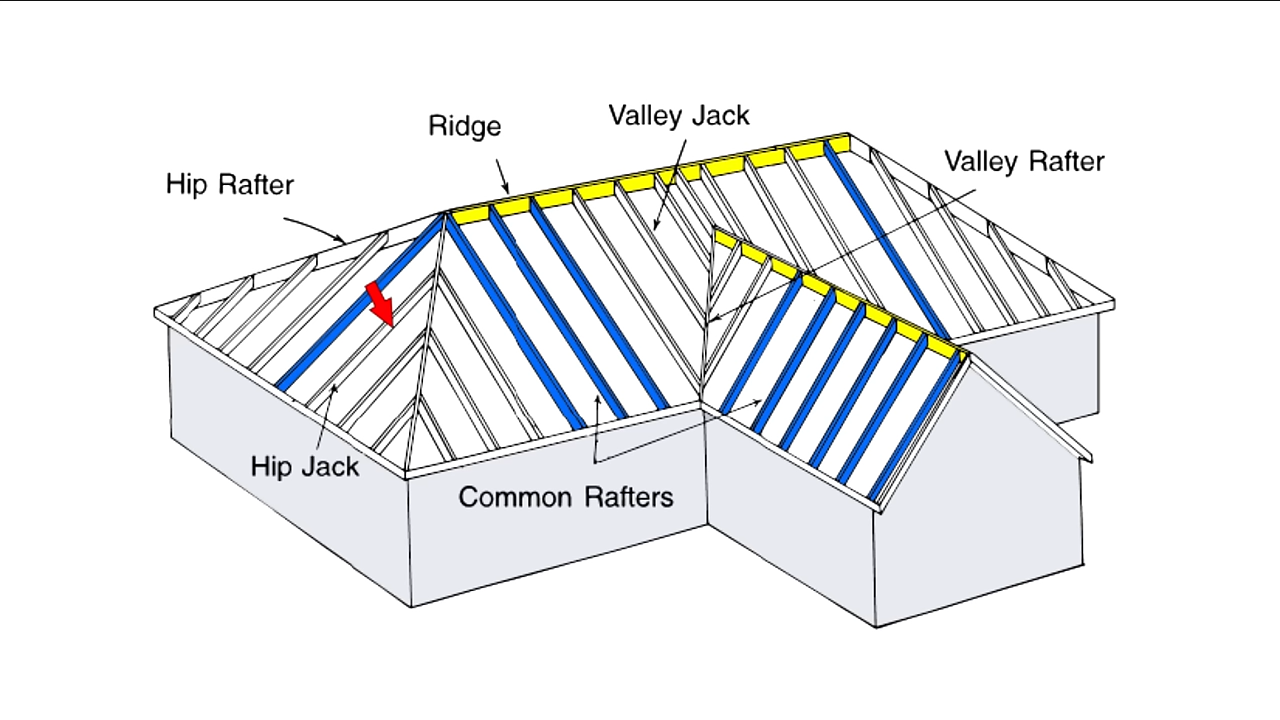 Valley Jack
Ridge
Valley Rafter
Hip Rafter
Hip Jack
Common Rafters